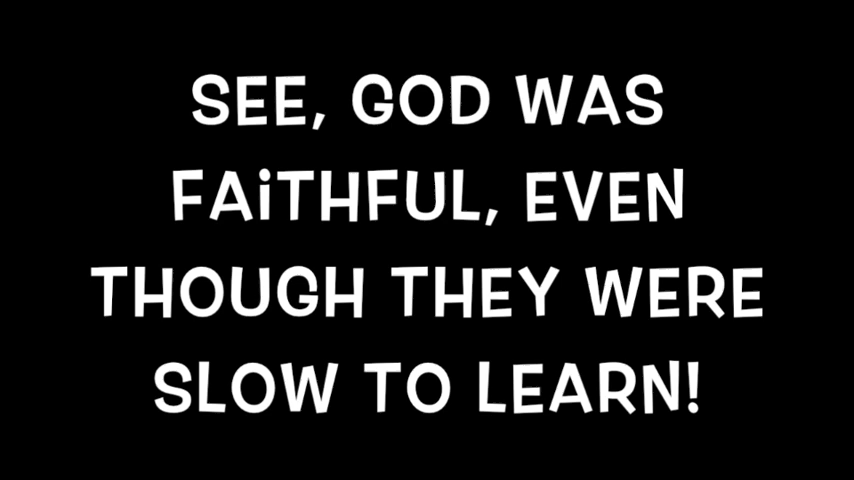 SEE, GOD WAS
FAiTHFUL, EVEN
THOUGH THEY WERE
SLOW TO LEARN!